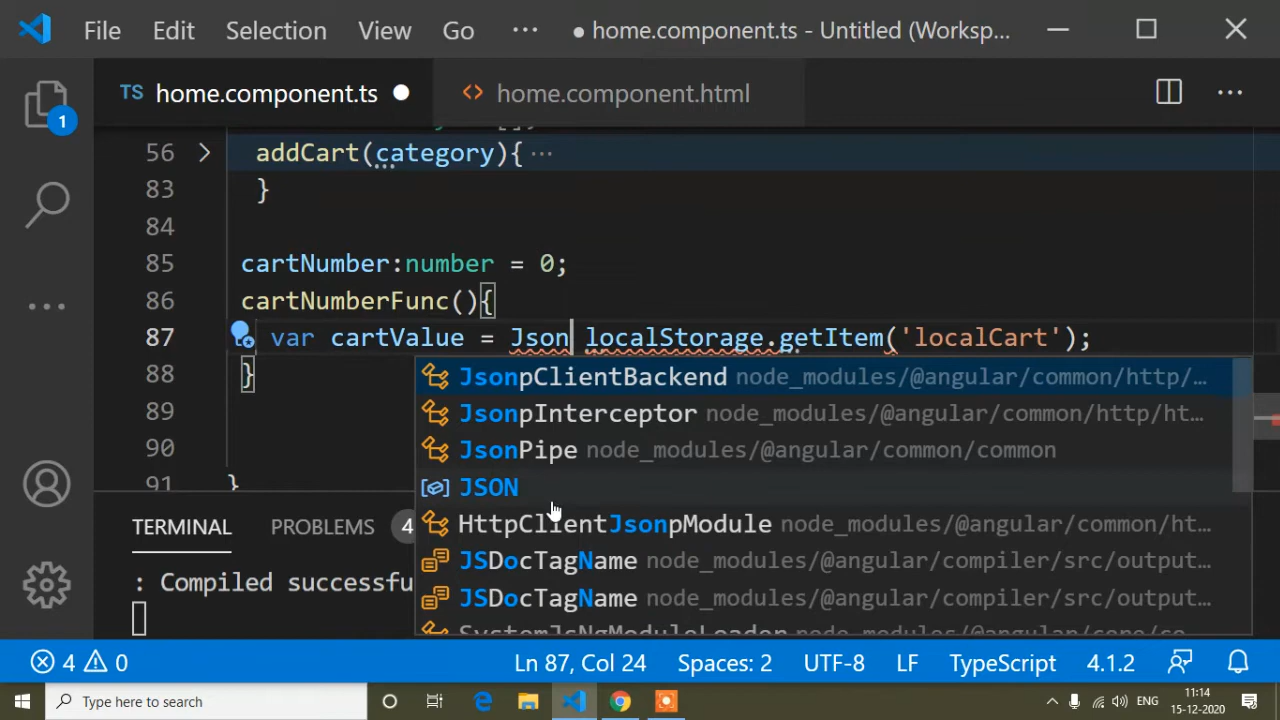 File Edit Selection View Go ··· ● home.component.ts - Untitled (Worksp...
TS home.component.ts ● <> home.component.html ···
1
56 > addCart(category){ ···
83 }
84
85 cartNumber:number = 0;
86 cartNumberFunc(){
87 var cartValue = Json localStorage.getItem('localCart');
88 }
89
90
91 }
JsonpClientBackend node_modules/@angular/common/http/...
JsonpInterceptor node_modules/@angular/common/http/ht...
JsonPipe node_modules/@angular/common/common
JSON
HttpClientJsonpModule node_modules/@angular/common/ht...
JSDocTagName node_modules/@angular/compiler/src/output...
JSDocTagName node_modules/@angular/compiler/src/output...
TERMINAL PROBLEMS 4
: Compiled successfu
4 0 Ln 87, Col 24 Spaces: 2 UTF-8 LF TypeScript 4.1.2
Type here to search ENG 11:14
15-12-2020